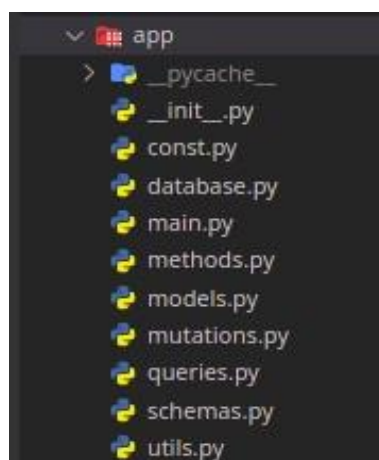 app
__pycache__
__init__.py
const.py
database.py
main.py
methods.py
models.py
mutations.py
queries.py
schemas.py
utils.py